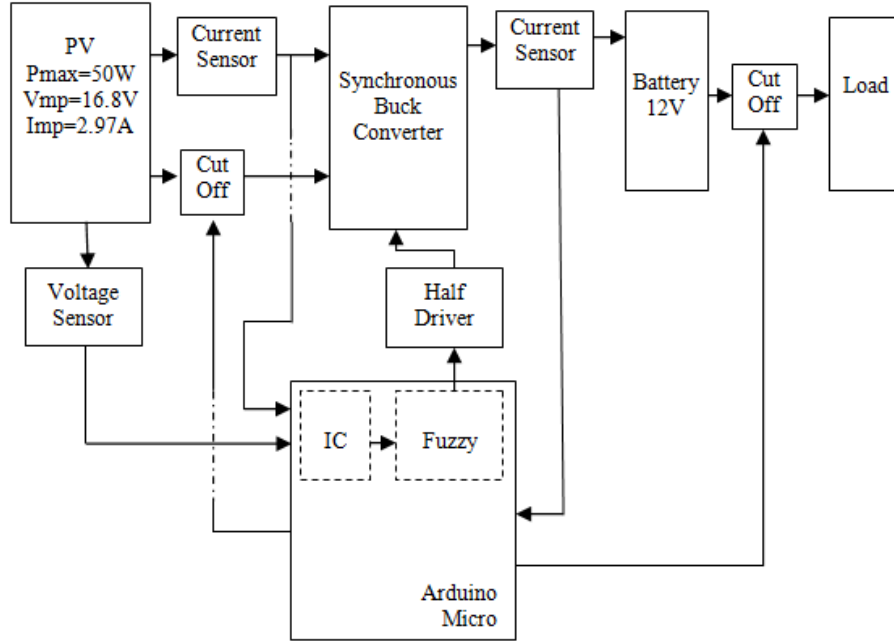 PV
Pmax=50W
Vmp=16.8V
Imp=2.97A
Current
Sensor
Cut
Off
Synchronous
Buck
Converter
Current
Sensor
Battery
12V
Cut
Off
Load
Voltage
Sensor
Half
Driver
IC
Fuzzy
Arduino
Micro